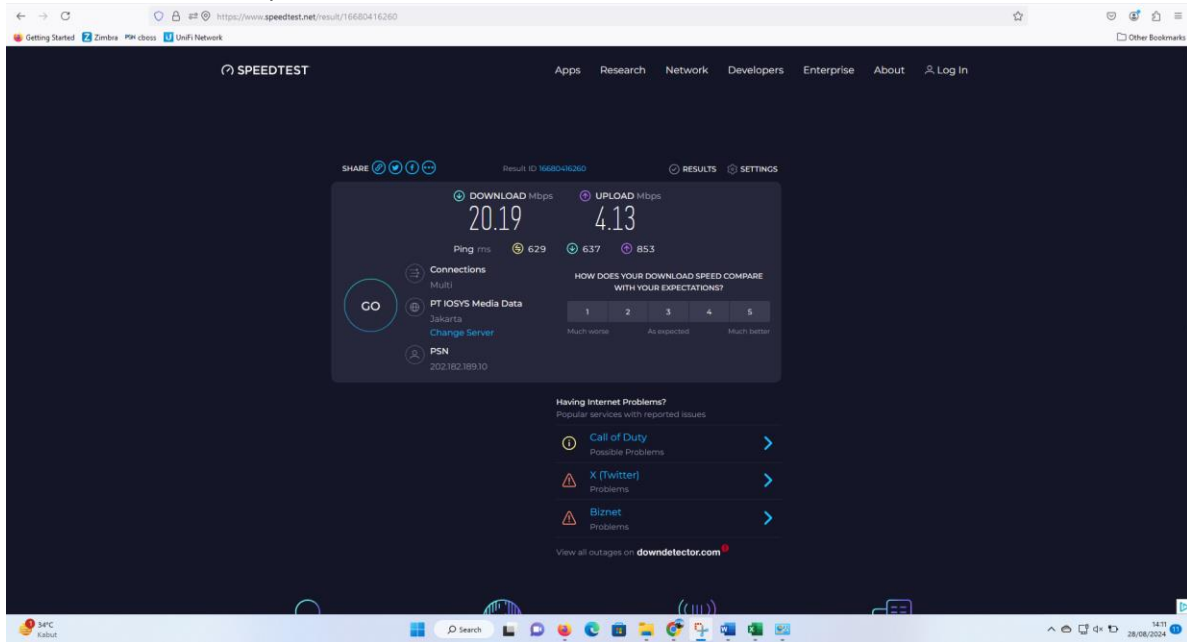 https://www.speedtest.net/result/16680416260
Getting Started Zimbra PSN cboss UniFi Network Other Bookmarks
SPEEDTEST Apps Research Network Developers Enterprise About Log In
SHARE Result ID 16680416260 RESULTS SETTINGS
DOWNLOAD Mbps UPLOAD Mbps
20.19 4.13
Ping ms 629 637 853
Connections
Multi
GO
PT IOSYS Media Data
Jakarta
Change Server
PSN
202.182.189.10
HOW DOES YOUR DOWNLOAD SPEED COMPARE
WITH YOUR EXPECTATIONS?
1 2 3 4 5
Much worse As expected Much better
Having Internet Problems?
Popular services with reported issues
Call of Duty
Possible Problems
X (Twitter)
Problems
Biznet
Problems
View all outages on downdetector.com
34°C
Kabut
Search
14:11
28/08/2024